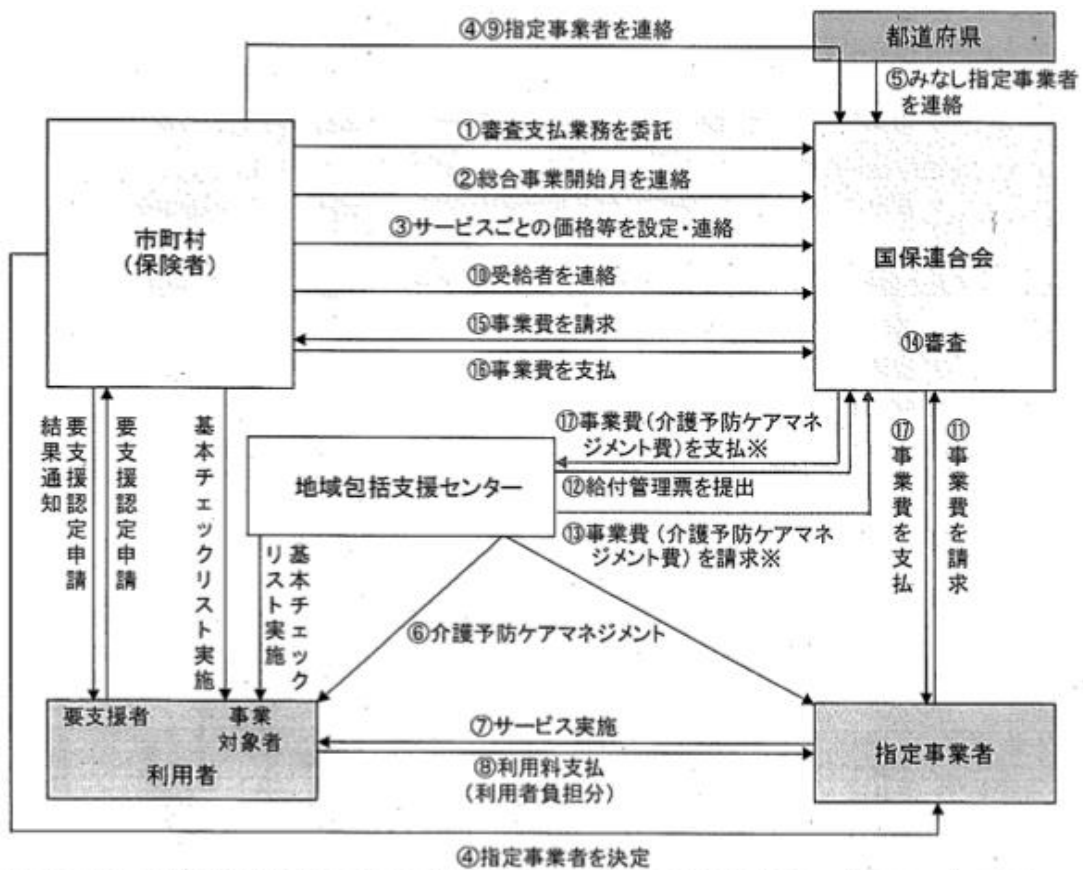 ④⑨指定事業者を連絡
都道府県
⑤みなし指定事業者
を連絡
①審査支払業務を委託
②総合事業開始月を連絡
市町村
(保険者)
③サービスごとの価格等を設定・連絡
国保連合会
⑩受給者を連絡
⑮事業費を請求
⑭審査
⑯事業費を支払
要支援認定申請
結果通知
要支援認定申請
基本チェックリスト実施
地域包括支援センター
⑰事業費(介護予防ケアマネ
ジメント費)を支払※
⑫給付管理票を提出
⑬事業費(介護予防ケアマネ
ジメント費)を請求※
⑰事業費を支払
⑪事業費を請求
基本チェック
リスト実施
⑥介護予防ケアマネジメント
要支援者
事業
対象者
利用者
⑦サービス実施
⑧利用料支払
(利用者負担分)
指定事業者
④指定事業者を決定